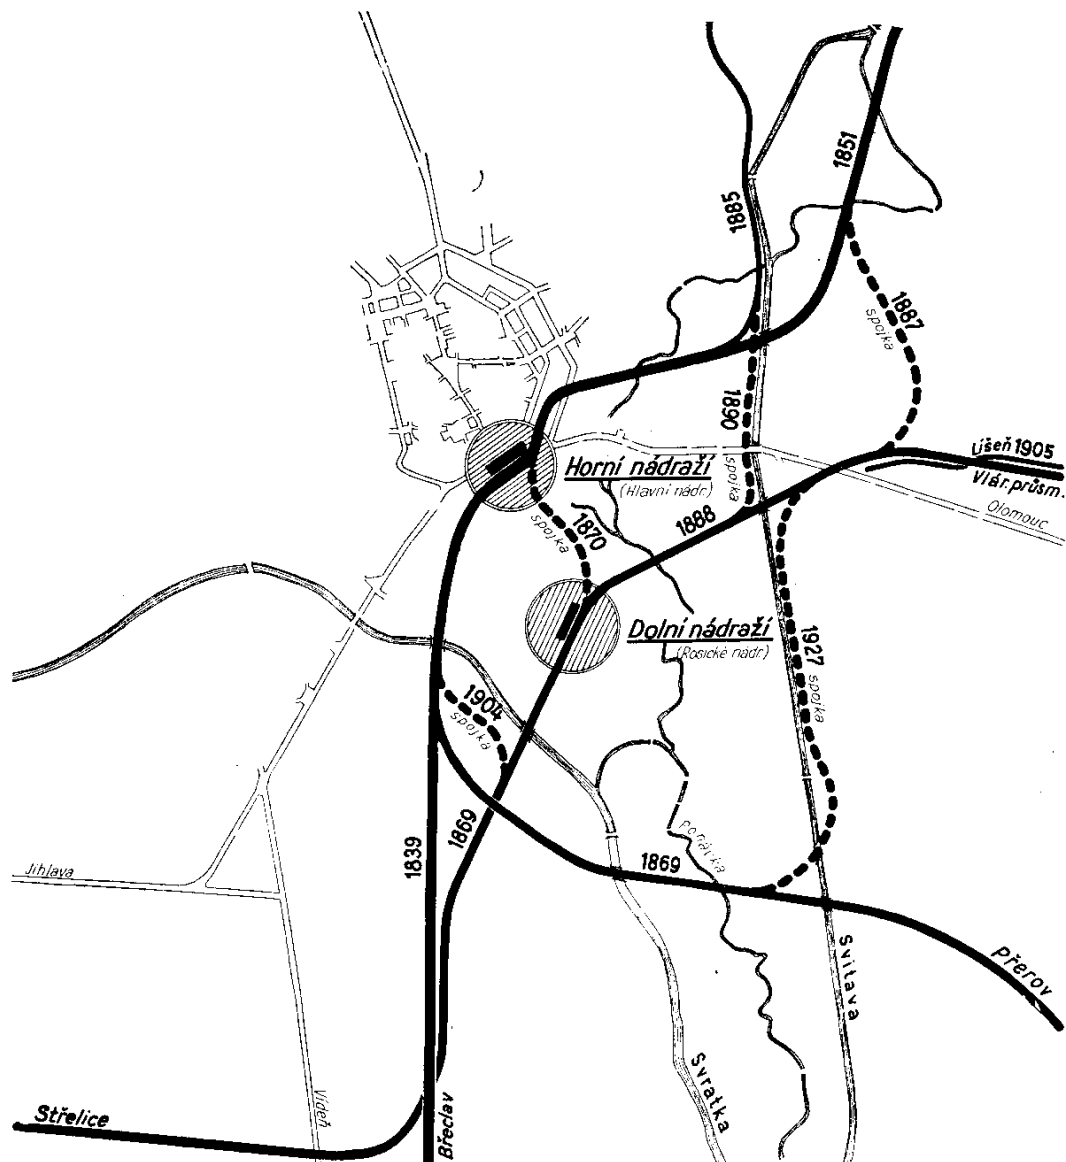 1851
1885
1887
spojka
1890
spojka
Líšeň 1905
Vlár. průsm.
Olomouc
Horní nádraží
(Hlavní nádr.)
1888
1870
spojka
Dolní nádraží
(Rosické nádr.)
1927 spojka
1904
spojka
1839
1869
1869
ponávka
Jihlava
Svitava
Přerov
Svratka
Střelice
Vídeň
Břeclav